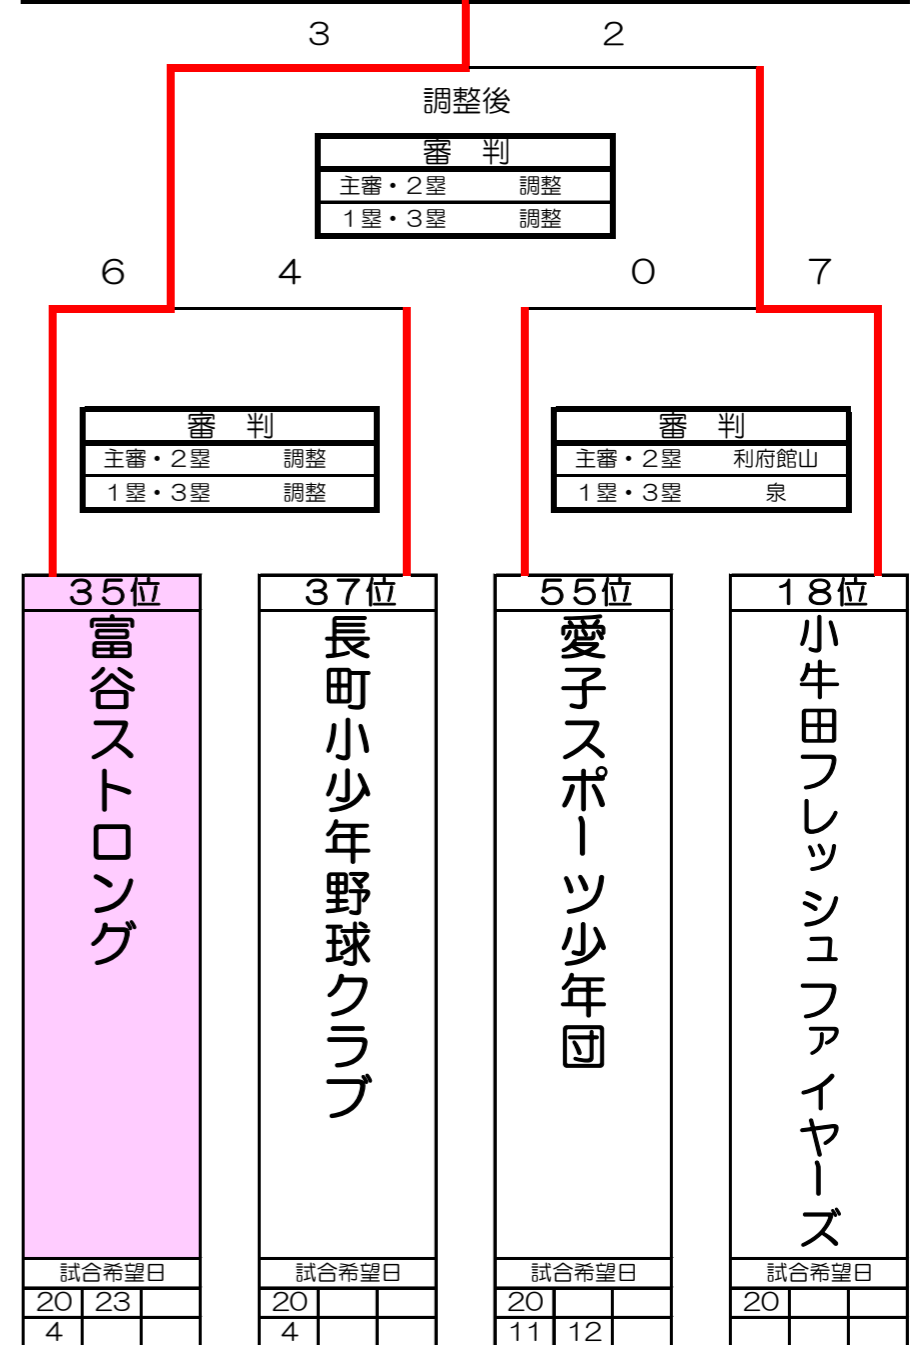 ３ ２
調整後
審 判
主審・２塁 調整
１塁・３塁 調整
６ ４ ０ ７
審 判
主審・２塁 調整
１塁・３塁 調整
審 判
主審・２塁 利府館山
１塁・３塁 泉
３５位
富谷ストロング
試合希望日
20 23
4
３７位
長町小少年野球クラブ
試合希望日
20
4
５５位
愛子スポーツ少年団
試合希望日
20
11 12
１８位
小牛田フレッシュファイヤーズ
試合希望日
20